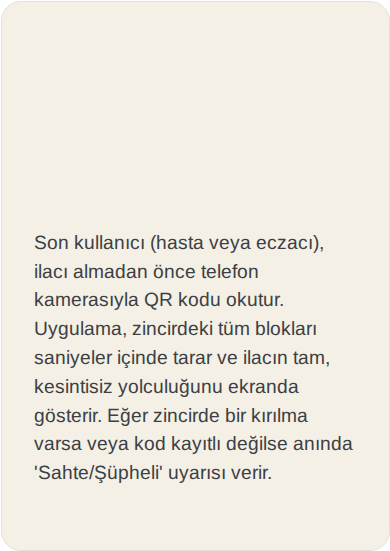 Son kullanıcı (hasta veya eczacı),
ilacı almadan önce telefon
kamerasıyla QR kodu okutur.
Uygulama, zincirdeki tüm blokları
saniyeler içinde tarar ve ilacın tam,
kesintisiz yolculuğunu ekranda
gösterir. Eğer zincirde bir kırılma
varsa veya kod kayıtlı değilse anında
'Sahte/Şüpheli' uyarısı verir.